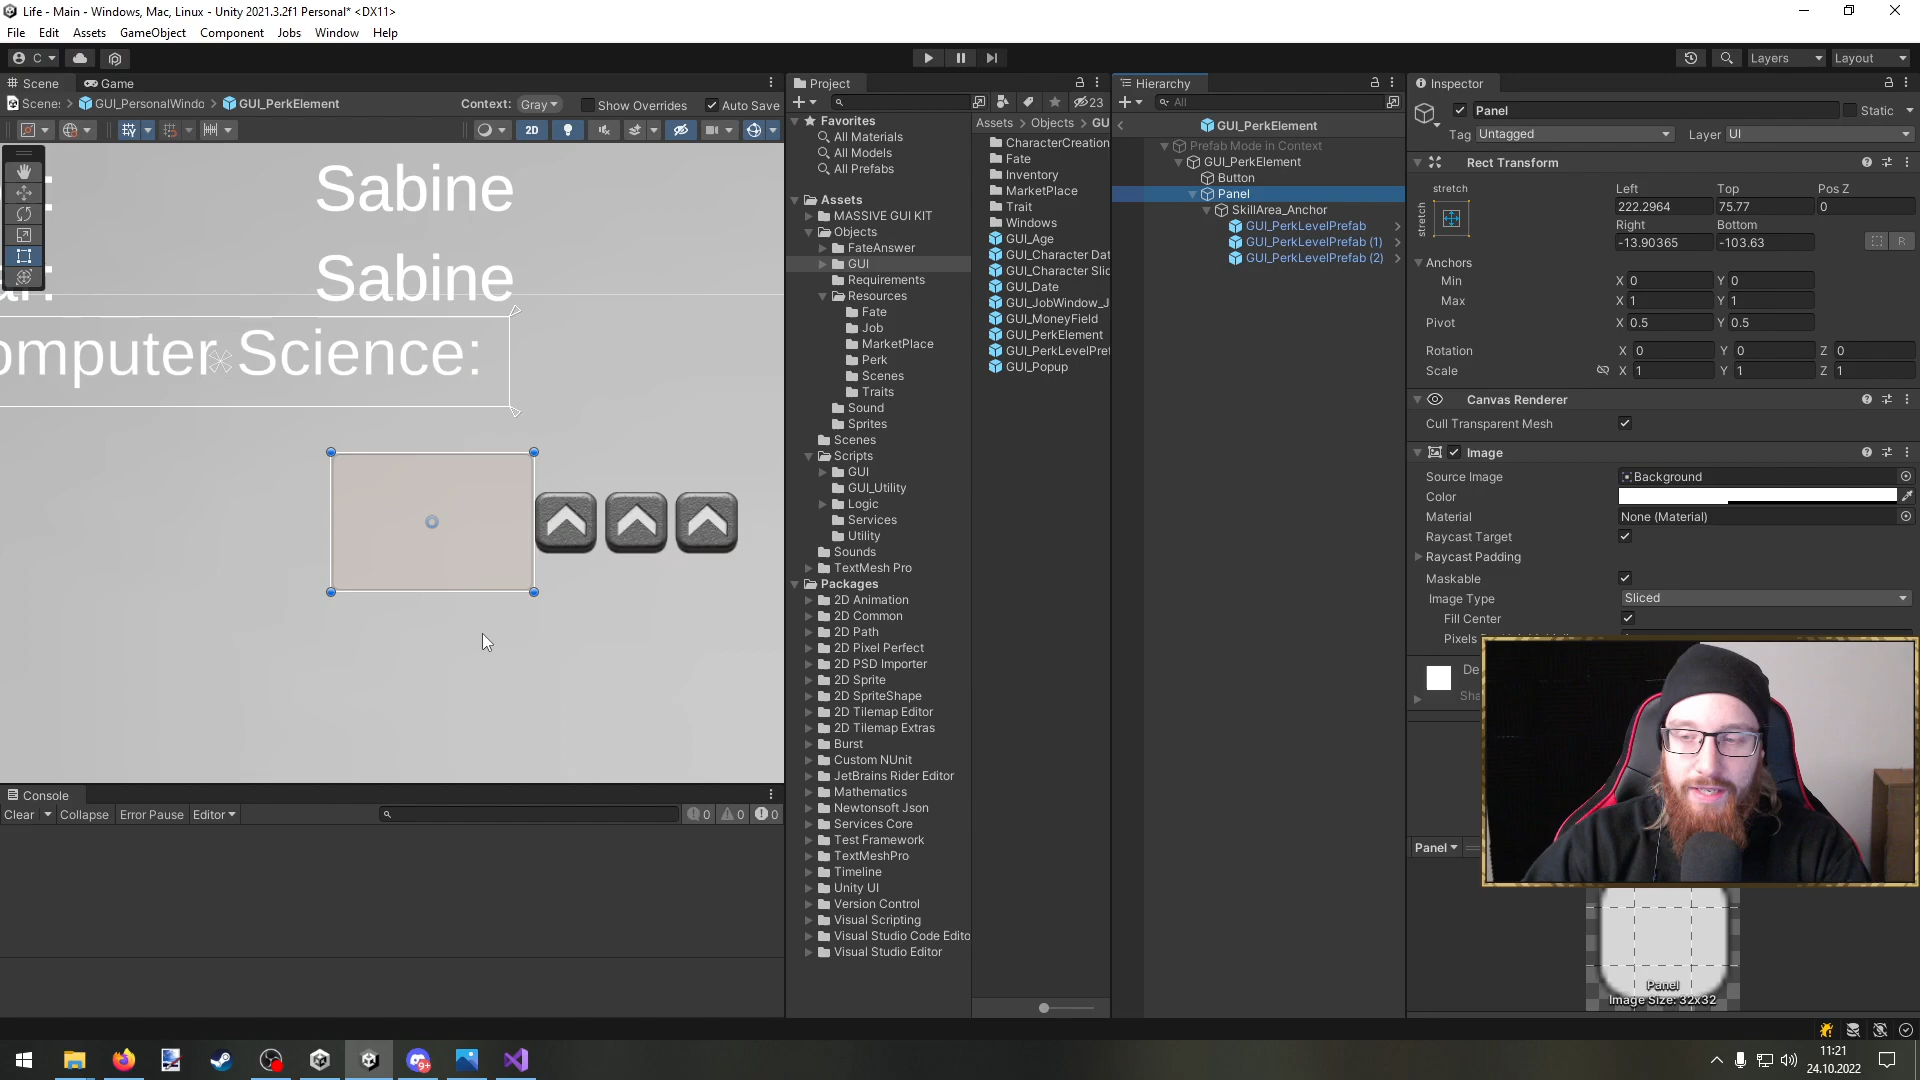 Life - Main - Windows, Mac, Linux - Unity 2021.3.2f1 Personal* <DX11>
File Edit Assets GameObject Component Jobs Window Help
C Layers Layout
Scene Game
Scene: GUI_PersonalWindo GUI_PerkElement Context: Gray Show Overrides Auto Save
2D
Sabine
Sabine
omputer Science:
Console
Clear Collapse Error Pause Editor 0 0 0
Project
23
Favorites
All Materials
All Models
All Prefabs
Assets
MASSIVE GUI KIT
Objects
FateAnswer
GUI
Requirements
Resources
Fate
Job
MarketPlace
Perk
Scenes
Traits
Sound
Sprites
Scenes
Scripts
GUI
GUI_Utility
Logic
Services
Utility
Sounds
TextMesh Pro
Packages
2D Animation
2D Common
2D Path
2D Pixel Perfect
2D PSD Importer
2D Sprite
2D SpriteShape
2D Tilemap Editor
2D Tilemap Extras
Burst
Custom NUnit
JetBrains Rider Editor
Mathematics
Newtonsoft Json
Services Core
Test Framework
TextMeshPro
Timeline
Unity UI
Version Control
Visual Scripting
Visual Studio Code Edito
Visual Studio Editor
Assets > Objects > GU
CharacterCreation
Fate
Inventory
MarketPlace
Trait
Windows
GUI_Age
GUI_Character Dat
GUI_Character Slic
GUI_Date
GUI_JobWindow_J
GUI_MoneyField
GUI_PerkElement
GUI_PerkLevelPref
GUI_Popup
Hierarchy
All
GUI_PerkElement
Prefab Mode in Context
GUI_PerkElement
Button
Panel
SkillArea_Anchor
GUI_PerkLevelPrefab
GUI_PerkLevelPrefab (1)
GUI_PerkLevelPrefab (2)
Inspector
Panel Static
Tag Untagged Layer UI
Rect Transform
stretch Left Top Pos Z
stretch 222.2964 75.77 0
Right Bottom
-13.90365 -103.63 R
Anchors
Min X 0 Y 0
Max X 1 Y 1
Pivot X 0.5 Y 0.5
Rotation X 0 Y 0 Z 0
Scale X 1 Y 1 Z 1
Canvas Renderer
Cull Transparent Mesh
Image
Source Image Background
Color
Material None (Material)
Raycast Target
Raycast Padding
Maskable
Image Type Sliced
Fill Center
Pixels
De
Sha
Panel
Panel
Image Size: 32x32
9+
11:21
24.10.2022